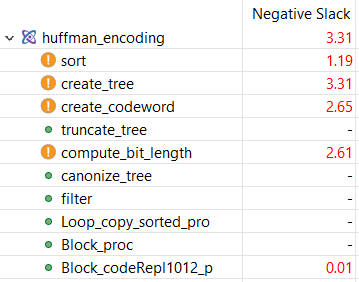 Negative Slack
huffman_encoding 3.31
sort 1.19
create_tree 3.31
create_codeword 2.65
truncate_tree -
compute_bit_length 2.61
canonize_tree -
filter -
Loop_copy_sorted_pro -
Block_proc -
Block_codeRepl1012_p 0.01